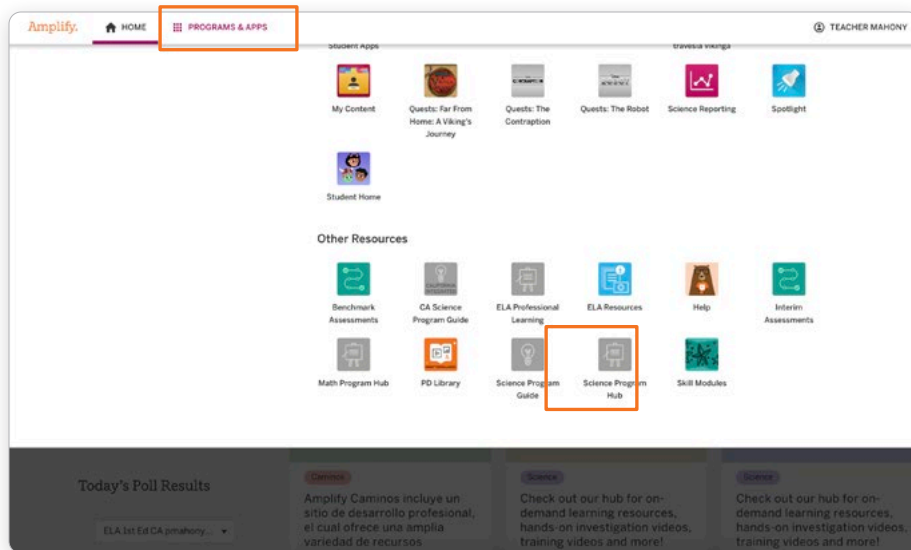 Amplify.
HOME
PROGRAMS & APPS
TEACHER MAHONY
Student Apps
travesía vikinga
My Content
Quests: Far From
Home: A Viking's
Journey
Quests: The
Contraption
Quests: The Robot
Science Reporting
Spotlight
Student Home
Other Resources
Benchmark
Assessments
CALIFORNIA
INTEGRATED
CA Science
Program Guide
ELA Professional
Learning
ELA Resources
Help
Interim
Assessments
Math Program Hub
PD Library
Science Program
Guide
Science Program
Hub
Skill Modules
Today's Poll Results
ELA 1st Ed CA pmahony...
Caminos
Amplify Caminos incluye un
sitio de desarrollo profesional,
el cual ofrece una amplia
variedad de recursos
Science
Check out our hub for on-
demand learning resources,
hands-on investigation videos,
training videos and more!
Science
Check out our hub for on-
demand learning resources,
hands-on investigation videos,
training videos and more!